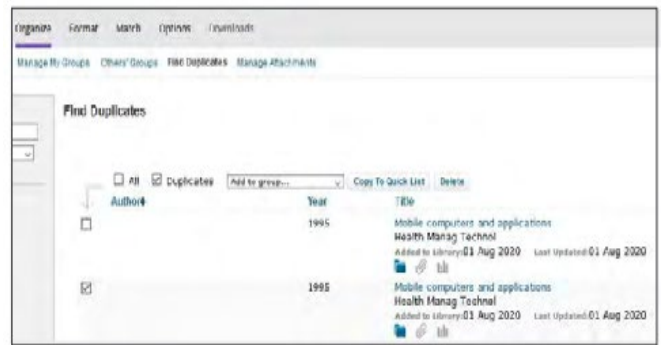 Organize Format Match Options Downloads
Manage My Groups Others' Groups Find Duplicates Manage Attachments
Find Duplicates
All Duplicates Add to group... Copy To Quick List Delete
Author Year Title
1995 Mobile computers and applications
Health Manag Technol
Added to Library:01 Aug 2020 Last Updated:01 Aug 2020
1995 Mobile computers and applications
Health Manag Technol
Added to Library:01 Aug 2020 Last Updated:01 Aug 2020